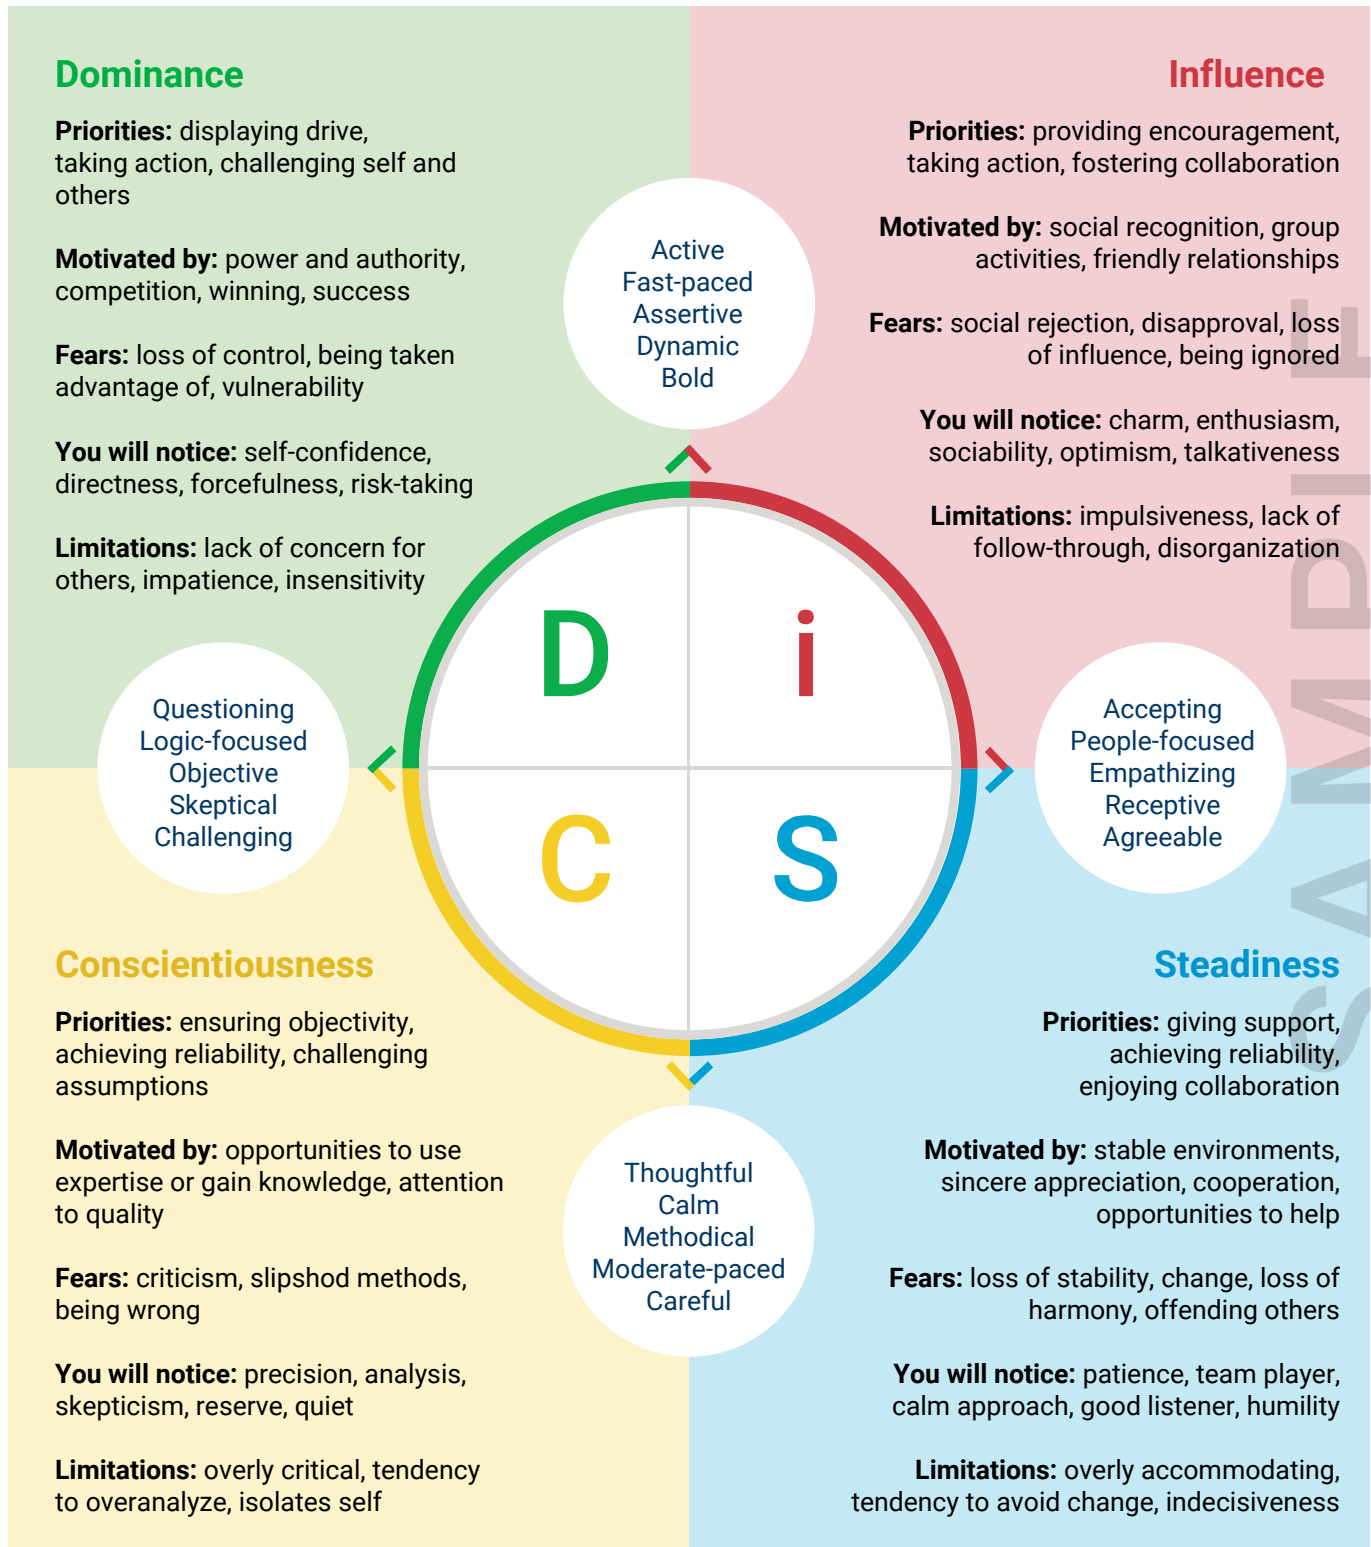 Dominance
Priorities: displaying drive,
taking action, challenging self and
others
Motivated by: power and authority,
competition, winning, success
Fears: loss of control, being taken
advantage of, vulnerability
You will notice: self-confidence,
directness, forcefulness, risk-taking
Limitations: lack of concern for
others, impatience, insensitivity
Influence
Priorities: providing encouragement,
taking action, fostering collaboration
Motivated by: social recognition, group
activities, friendly relationships
Fears: social rejection, disapproval, loss
of influence, being ignored
You will notice: charm, enthusiasm,
sociability, optimism, talkativeness
Limitations: impulsiveness, lack of
follow-through, disorganization
Active
Fast-paced
Assertive
Dynamic
Bold
Questioning
Logic-focused
Objective
Skeptical
Challenging
D
i
C
S
Accepting
People-focused
Empathizing
Receptive
Agreeable
Conscientiousness
Priorities: ensuring objectivity,
achieving reliability, challenging
assumptions
Motivated by: opportunities to use
expertise or gain knowledge, attention
to quality
Fears: criticism, slipshod methods,
being wrong
You will notice: precision, analysis,
skepticism, reserve, quiet
Limitations: overly critical, tendency
to overanalyze, isolates self
Thoughtful
Calm
Methodical
Moderate-paced
Careful
Steadiness
Priorities: giving support,
achieving reliability,
enjoying collaboration
Motivated by: stable environments,
sincere appreciation, cooperation,
opportunities to help
Fears: loss of stability, change, loss of
harmony, offending others
You will notice: patience, team player,
calm approach, good listener, humility
Limitations: overly accommodating,
tendency to avoid change, indecisiveness
SAMPLE